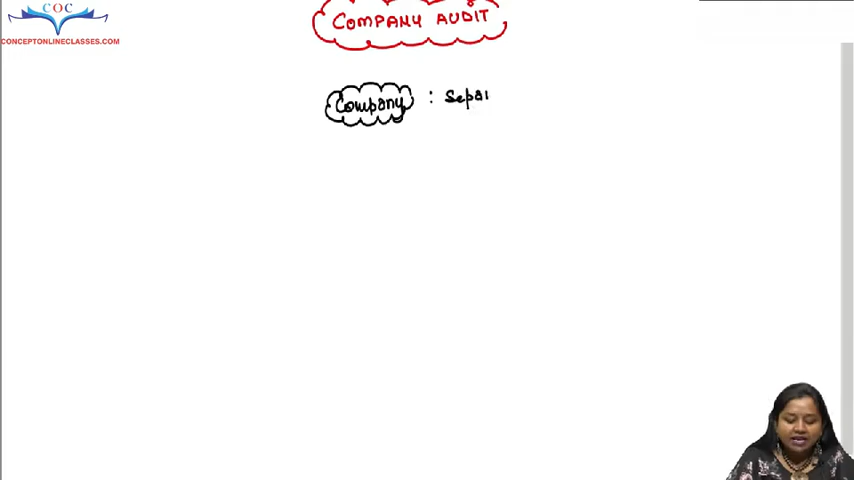 COC
CONCEPTONLINECLASSES.COM
COMPANY AUDIT
Company : Sepa